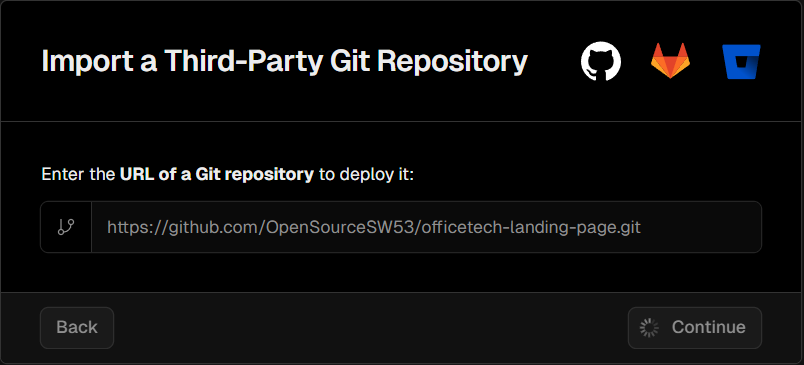 Import a Third-Party Git Repository
Enter the URL of a Git repository to deploy it:
https://github.com/OpenSourceSW53/officetech-landing-page.git
Back
Continue